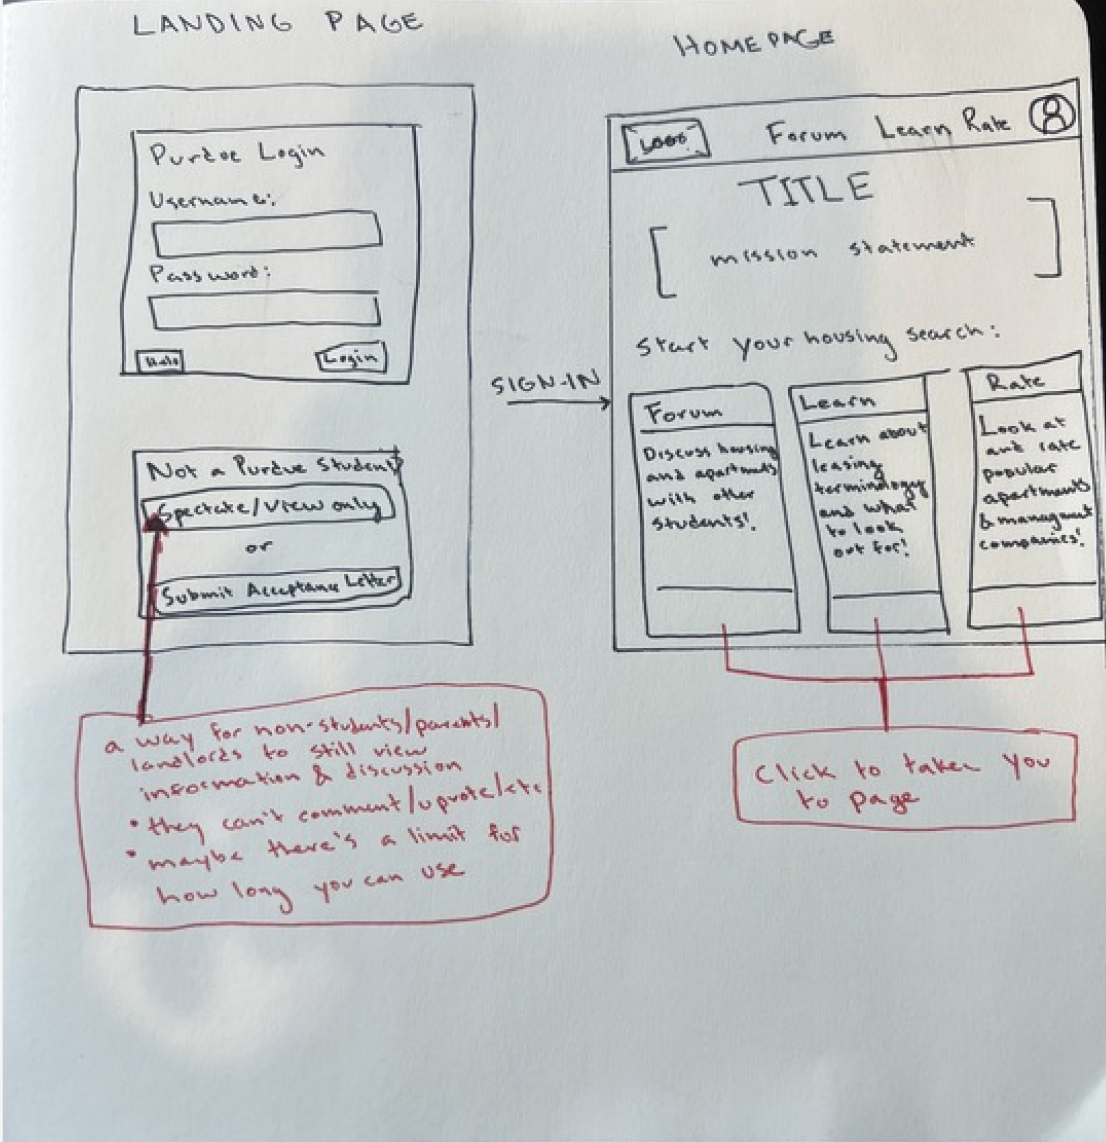 LANDING PAGE
Purdue Login
Username:
Password:
Help
Login
Not a Purdue Student?
Spectate/View only
or
Submit Acceptance Letter
a way for non-students/parents/
landlords to still view
information & discussion
• they can't comment/upvote/etc
• maybe there's a limit for
how long you can use
SIGN-IN
HOMEPAGE
LOGO
Forum Learn Rate
TITLE
[ mission statement ]
Start your housing search:
Forum
Discuss housing
and apartments
with other
students!
Learn
Learn about
leasing
terminology
and what
to look
out for!
Rate
Look at
and rate
popular
apartments
& managment
companies!
Click to taken you
to page